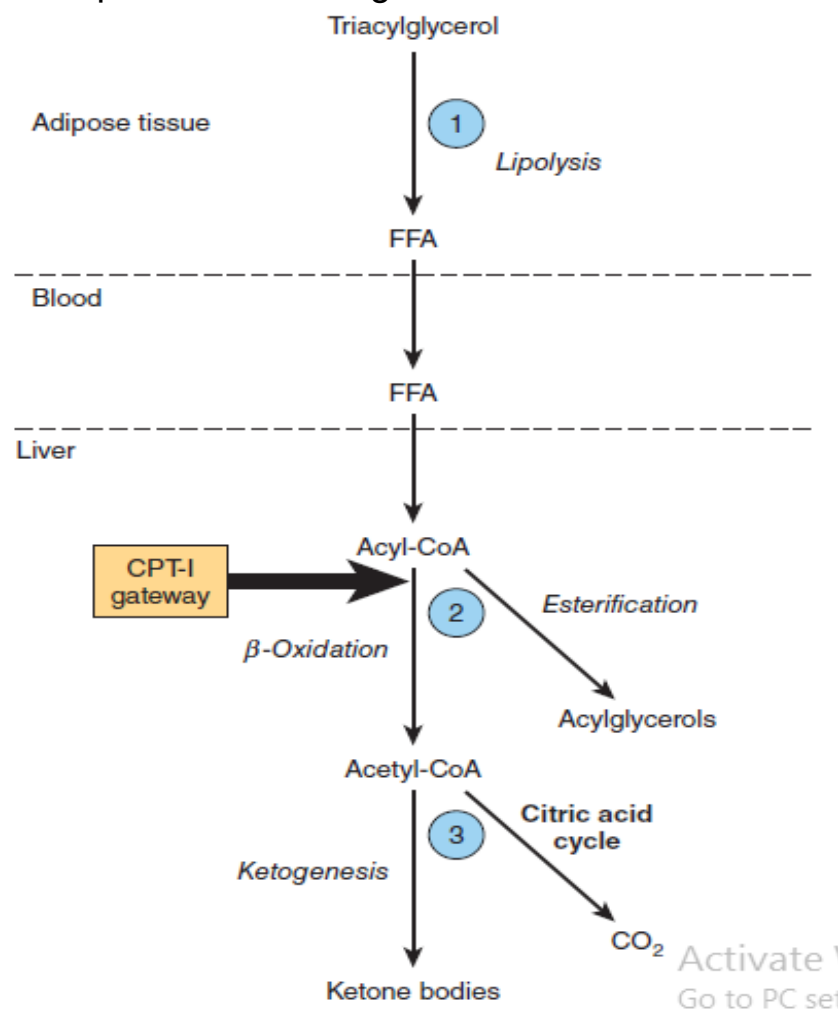 Triacylglycerol
Adipose tissue
1
Lipolysis
FFA
Blood
FFA
Liver
Acyl-CoA
CPT-I
gateway
2
Esterification
β-Oxidation
Acylglycerols
Acetyl-CoA
Citric acid
cycle
3
Ketogenesis
CO₂
Activate
Ketone bodies
Go to PC